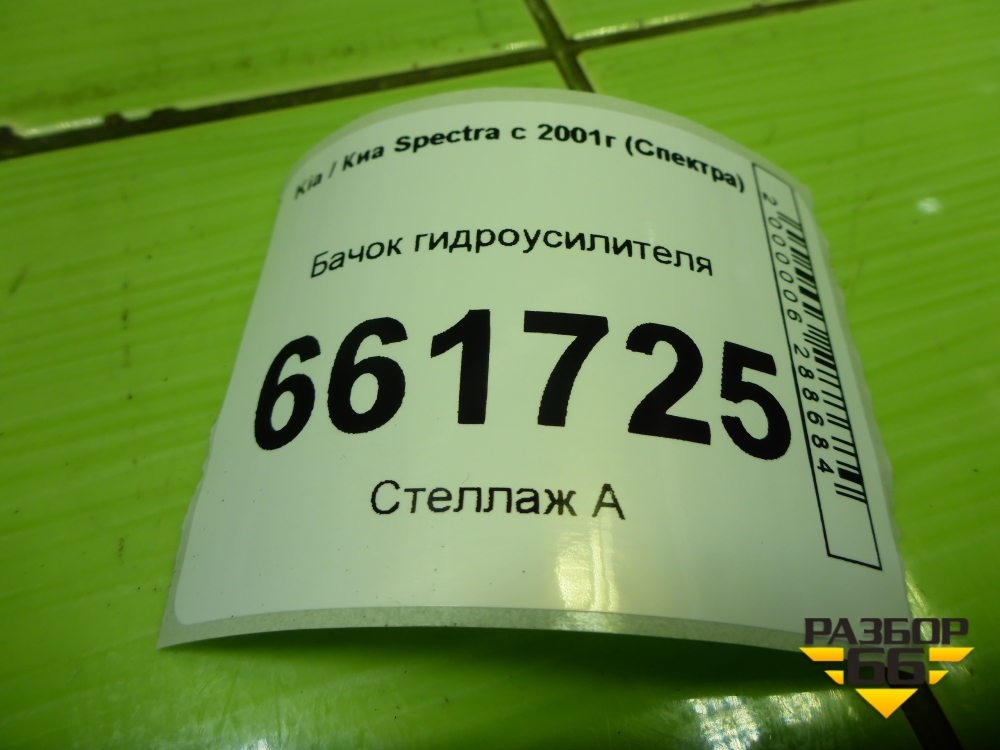 Kia / Киа Spectra с 2001г (Спектра)
Бачок гидроусилителя
661725
Стеллаж А
2000006288684
РАЗБОР
66